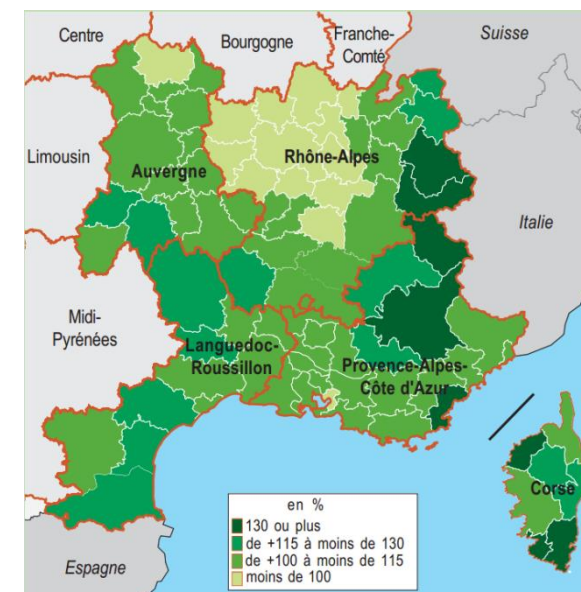 Centre
Bourgogne
Franche-
Comté
Suisse
Limousin
Auvergne
Rhône-Alpes
Italie
Midi-
Pyrénées
Languedoc-
Roussillon
Provence-Alpes-
Côte d'Azur
Corse
Espagne
en %
130 ou plus
de +115 à moins de 130
de +100 à moins de 115
moins de 100